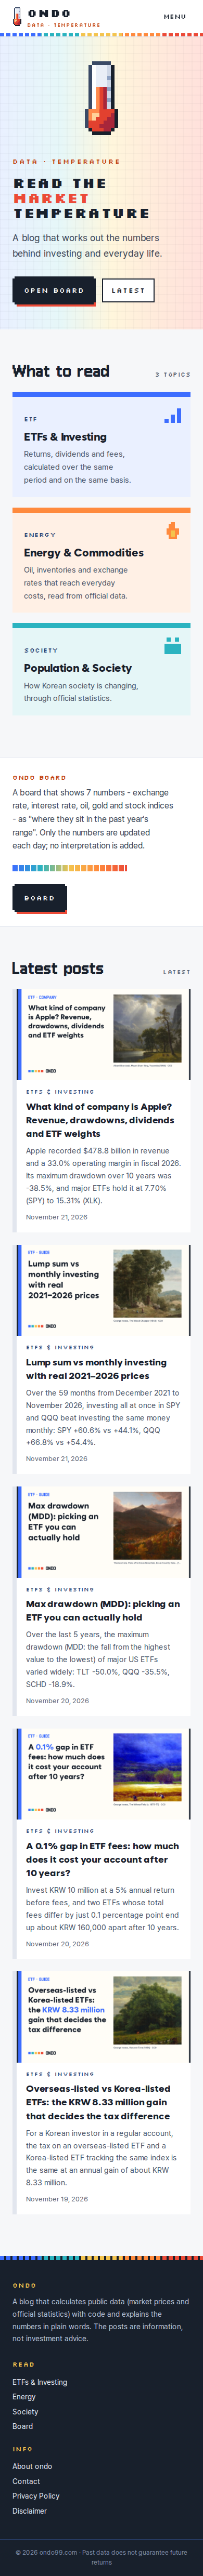 ONDO
DATA · TEMPERATURE
MENU
DATA · TEMPERATURE
READ THE
MARKET
TEMPERATURE
A blog that works out the numbers
behind investing and everyday life.
OPEN BOARD
LATEST
What to read
3 TOPICS
ETF
ETFs & Investing
Returns, dividends and fees,
calculated over the same
period and on the same basis.
ENERGY
Energy & Commodities
Oil, inventories and exchange
rates that reach everyday
costs, read from official data.
SOCIETY
Population & Society
How Korean society is changing,
through official statistics.
ONDO BOARD
A board that shows 7 numbers - exchange
rate, interest rate, oil, gold and stock indices
- as "where they sit in the past year's
range". Only the numbers are updated
each day; no interpretation is added.
BOARD
Latest posts
LATEST
ETF · COMPANY
What kind of company
is Apple? Revenue,
drawdowns, dividends
and ETF weights
ONDO
ETFS & INVESTING
What kind of company is Apple?
Revenue, drawdowns, dividends
and ETF weights
Apple recorded $478.8 billion in revenue
and a 33.0% operating margin in fiscal 2026.
Its maximum drawdown over 10 years was
-38.5%, and major ETFs hold it at 7.70%
(SPY) to 15.31% (XLK).
November 21, 2026
ETF · GUIDE
Lump sum vs
monthly investing
with real
2021–2026 prices
ONDO
ETFS & INVESTING
Lump sum vs monthly investing
with real 2021–2026 prices
Over the 59 months from December 2021 to
November 2026, investing all at once in SPY
and QQQ beat investing the same money
monthly: SPY +60.6% vs +44.1%, QQQ
+66.8% vs +54.4%.
November 21, 2026
ETF · GUIDE
Max drawdown
(MDD): picking an
ETF you can
actually hold
ONDO
ETFS & INVESTING
Max drawdown (MDD): picking an
ETF you can actually hold
Over the last 5 years, the maximum
drawdown (MDD: the fall from the highest
value to the lowest) of major US ETFs
varied widely: TLT -50.0%, QQQ -35.5%,
SCHD -18.9%.
November 20, 2026
ETF · GUIDE
A 0.1% gap in ETF
fees: how much does
it cost your account
after 10 years?
ONDO
ETFS & INVESTING
A 0.1% gap in ETF fees: how much
does it cost your account after
10 years?
Invest KRW 10 million at a 5% annual return
before fees, and two ETFs whose total
fees differ by just 0.1 percentage point end
up about KRW 160,000 apart after 10 years.
November 20, 2026
ETF · GUIDE
Overseas-listed vs
Korea-listed ETFs:
the KRW 8.33 million
gain that decides the
tax difference
ONDO
ETFS & INVESTING
Overseas-listed vs Korea-listed
ETFs: the KRW 8.33 million gain
that decides the tax difference
For a Korean investor in a regular account,
the tax on an overseas-listed ETF and a
Korea-listed ETF tracking the same index is
the same at an annual gain of about KRW
8.33 million.
November 19, 2026
ONDO
A blog that calculates public data (market prices and
official statistics) with code and explains the
numbers in plain words. The posts are information,
not investment advice.
READ
ETFs & Investing
Energy
Society
Board
INFO
About ondo
Contact
Privacy Policy
Disclaimer
© 2026 ondo99.com · Past data does not guarantee future
returns